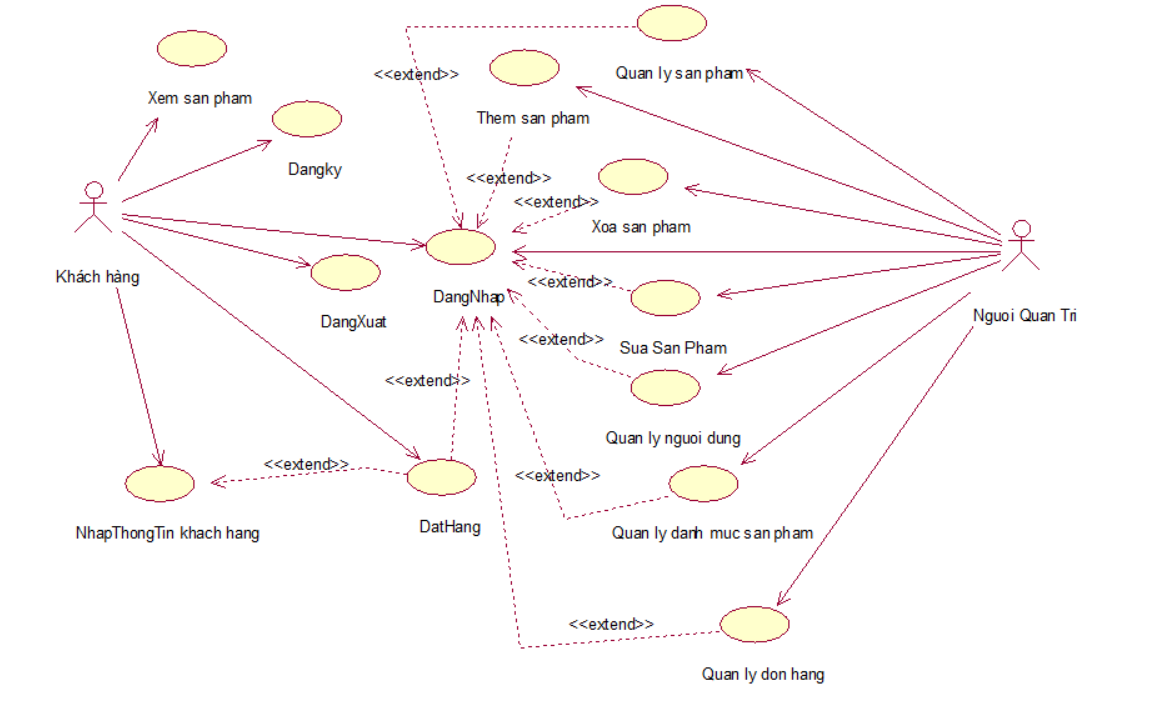 <<extend>>
Quan ly san pham
Xem san pham
Them san pham
Dangky
<<extend>>
<<extend>>
Xoa san pham
Khách hàng
DangNhap
<<extend>>
DangXuat
Nguoi Quan Tri
<<extend>>
Sua San Pham
<<extend>>
Quan ly nguoi dung
<<extend>>
<<extend>>
NhapThongTin khach hang
DatHang
Quan ly danh muc san pham
<<extend>>
Quan ly don hang